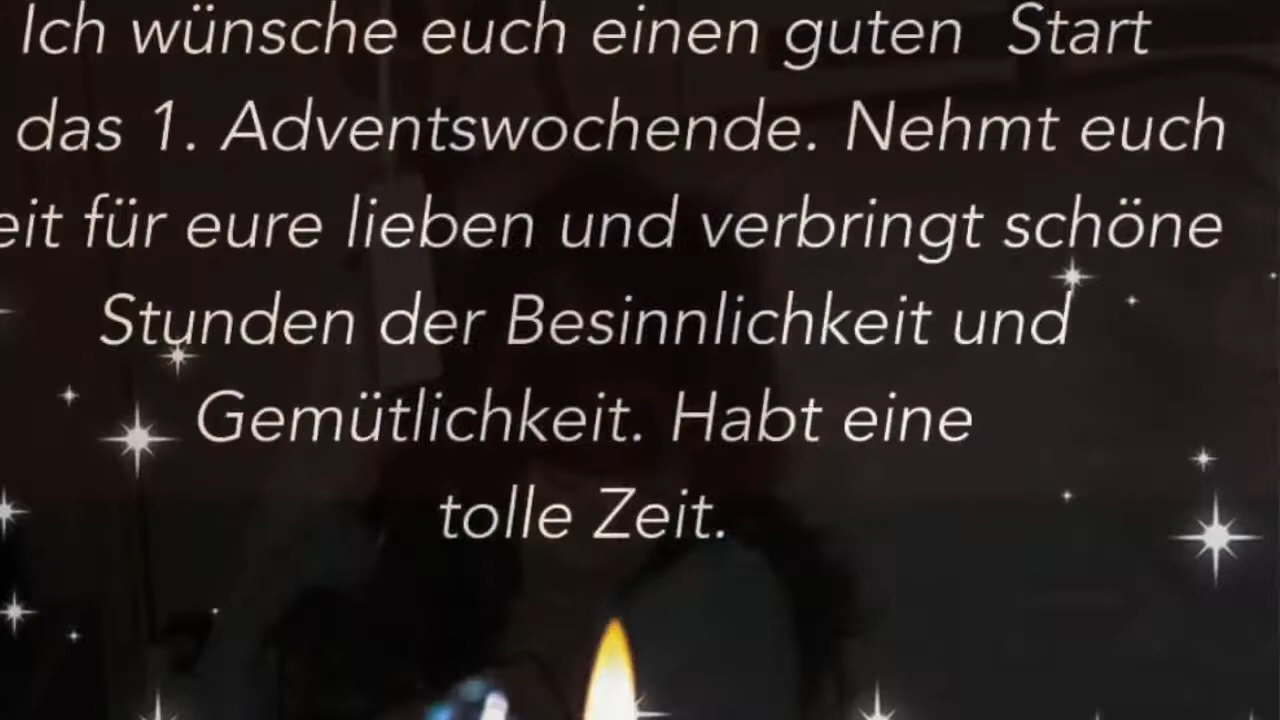 Ich wünsche euch einen guten Start
das 1. Adventswochende. Nehmt euch
eit für eure lieben und verbringt schöne
Stunden der Besinnlichkeit und
Gemütlichkeit. Habt eine
tolle Zeit.